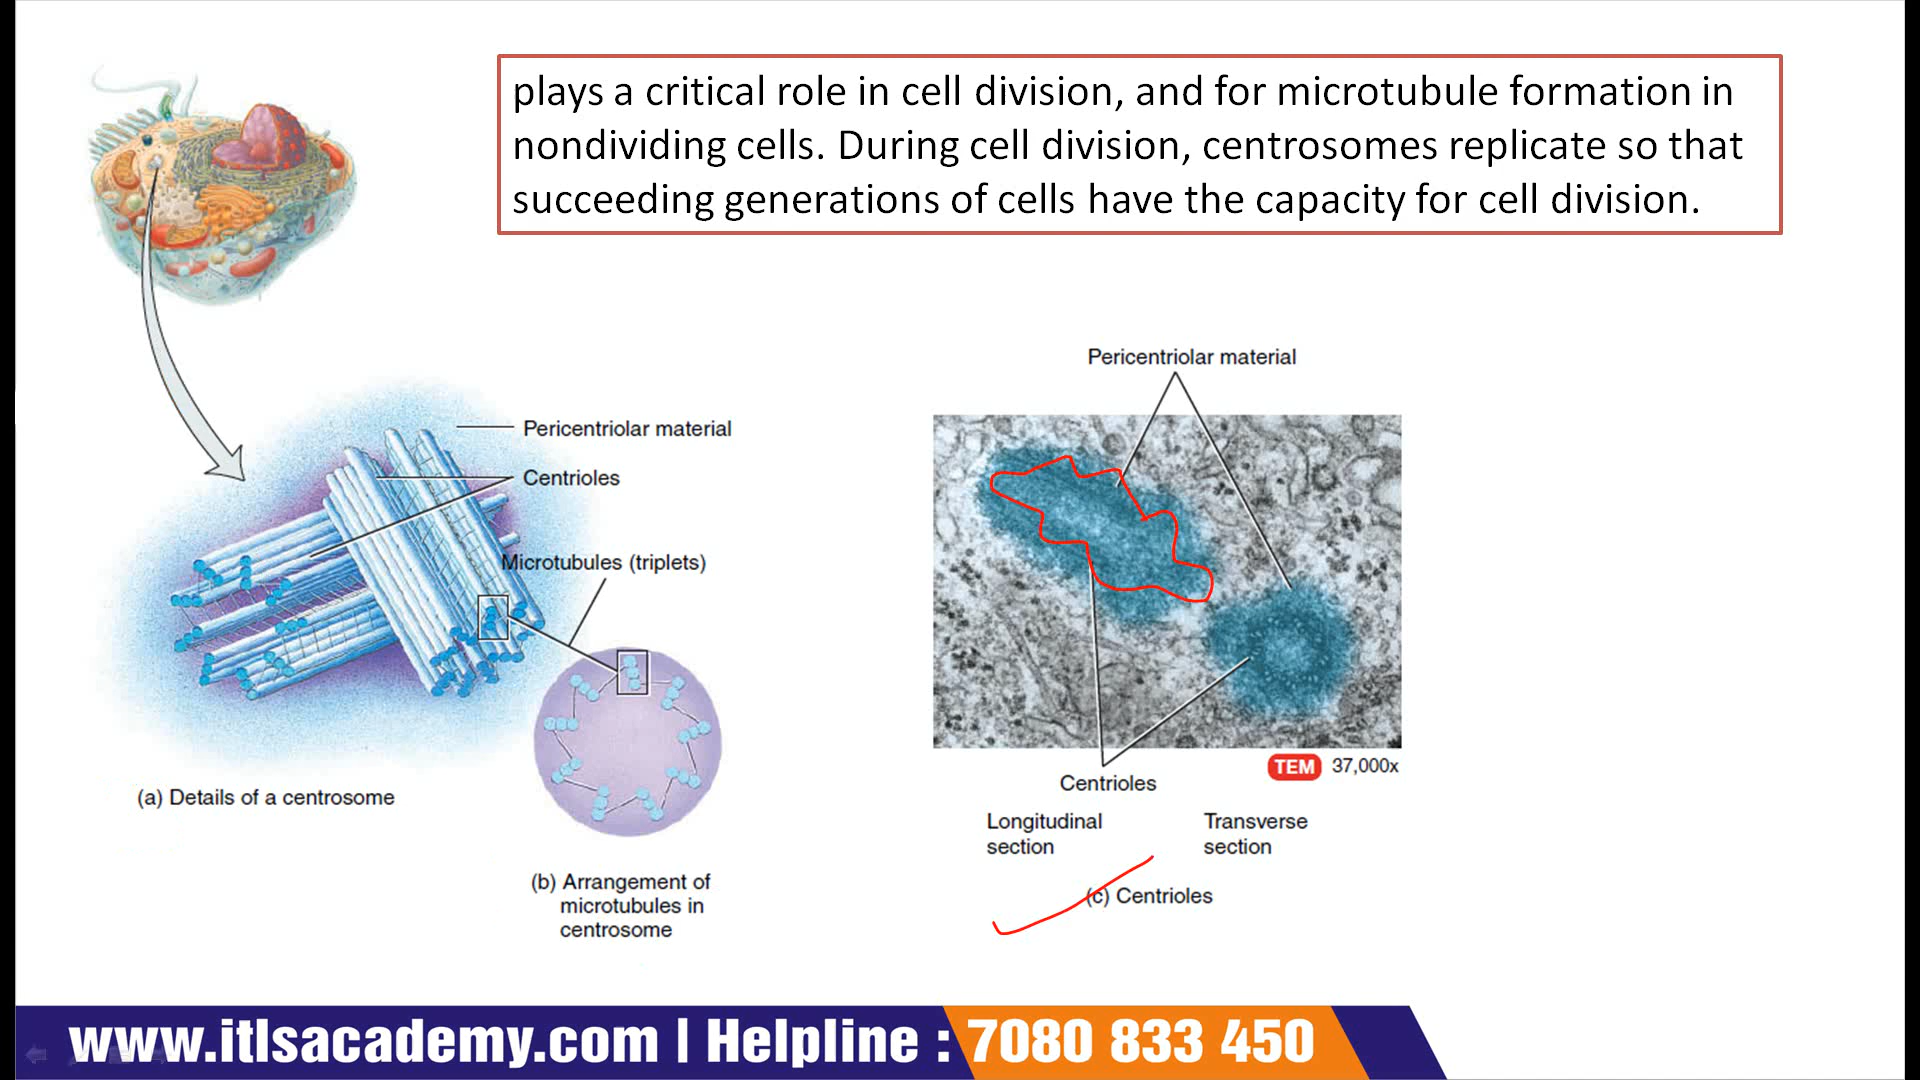 plays a critical role in cell division, and for microtubule formation in
nondividing cells. During cell division, centrosomes replicate so that
succeeding generations of cells have the capacity for cell division.
Pericentriolar material
Centrioles
Microtubules (triplets)
(a) Details of a centrosome
(b) Arrangement of
microtubules in
centrosome
Pericentriolar material
TEM 37,000x
Centrioles
Longitudinal
section
Transverse
section
(c) Centrioles
www.itlsacademy.com | Helpline : 7080 833 450